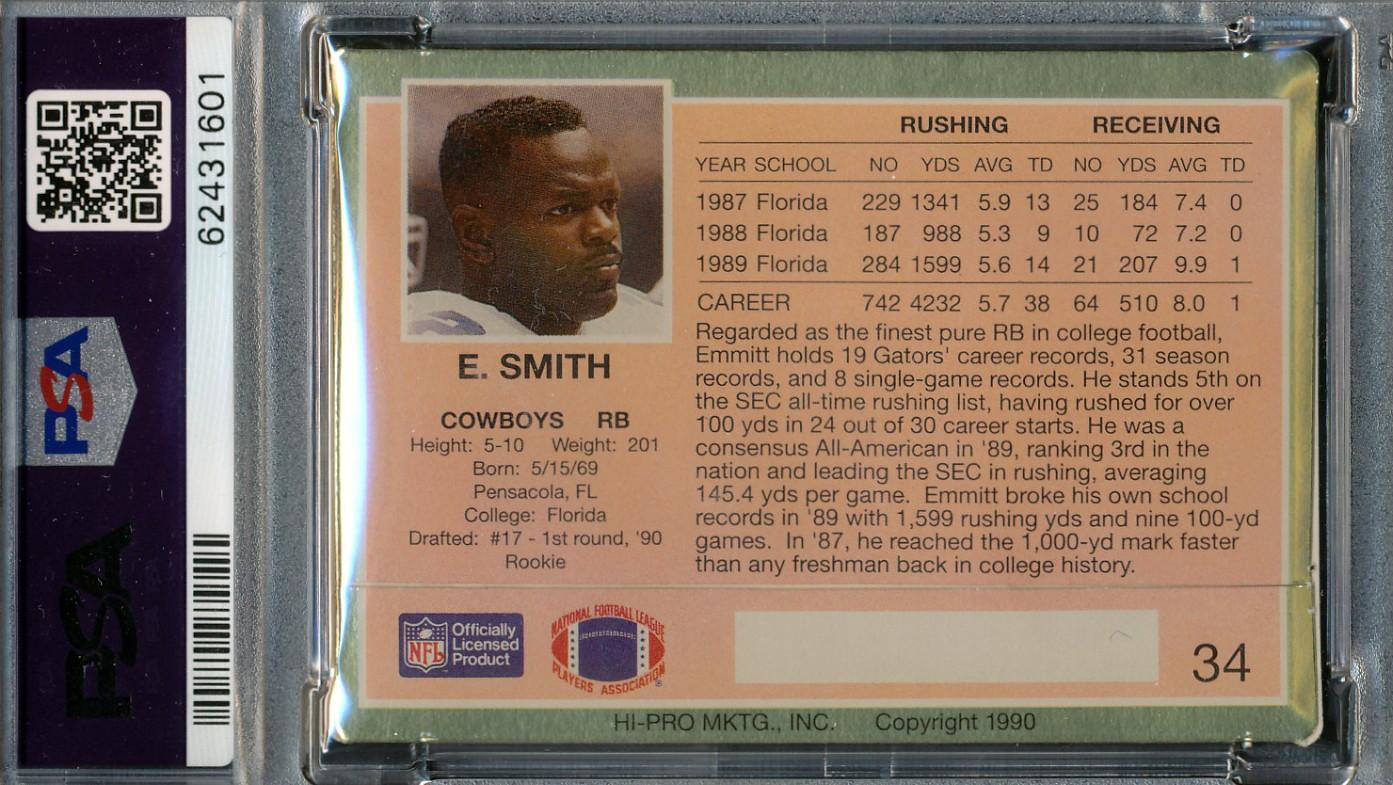 62431601
PSA
PSA
RUSHING RECEIVING
YEAR SCHOOL NO YDS AVG TD NO YDS AVG TD
1987 Florida 229 1341 5.9 13 25 184 7.4 0
1988 Florida 187 988 5.3 9 10 72 7.2 0
1989 Florida 284 1599 5.6 14 21 207 9.9 1
CAREER 742 4232 5.7 38 64 510 8.0 1
Regarded as the finest pure RB in college football,
Emmitt holds 19 Gators' career records, 31 season
records, and 8 single-game records. He stands 5th on
the SEC all-time rushing list, having rushed for over
100 yds in 24 out of 30 career starts. He was a
consensus All-American in '89, ranking 3rd in the
nation and leading the SEC in rushing, averaging
145.4 yds per game. Emmitt broke his own school
records in '89 with 1,599 rushing yds and nine 100-yd
games. In '87, he reached the 1,000-yd mark faster
than any freshman back in college history.
E. SMITH
COWBOYS RB
Height: 5-10 Weight: 201
Born: 5/15/69
Pensacola, FL
College: Florida
Drafted: #17 - 1st round, '90
Rookie
NFL
Officially
Licensed
Product
NATIONAL FOOTBALL LEAGUE
PLAYERS ASSOCIATION
®
34
HI-PRO MKTG., INC. Copyright 1990